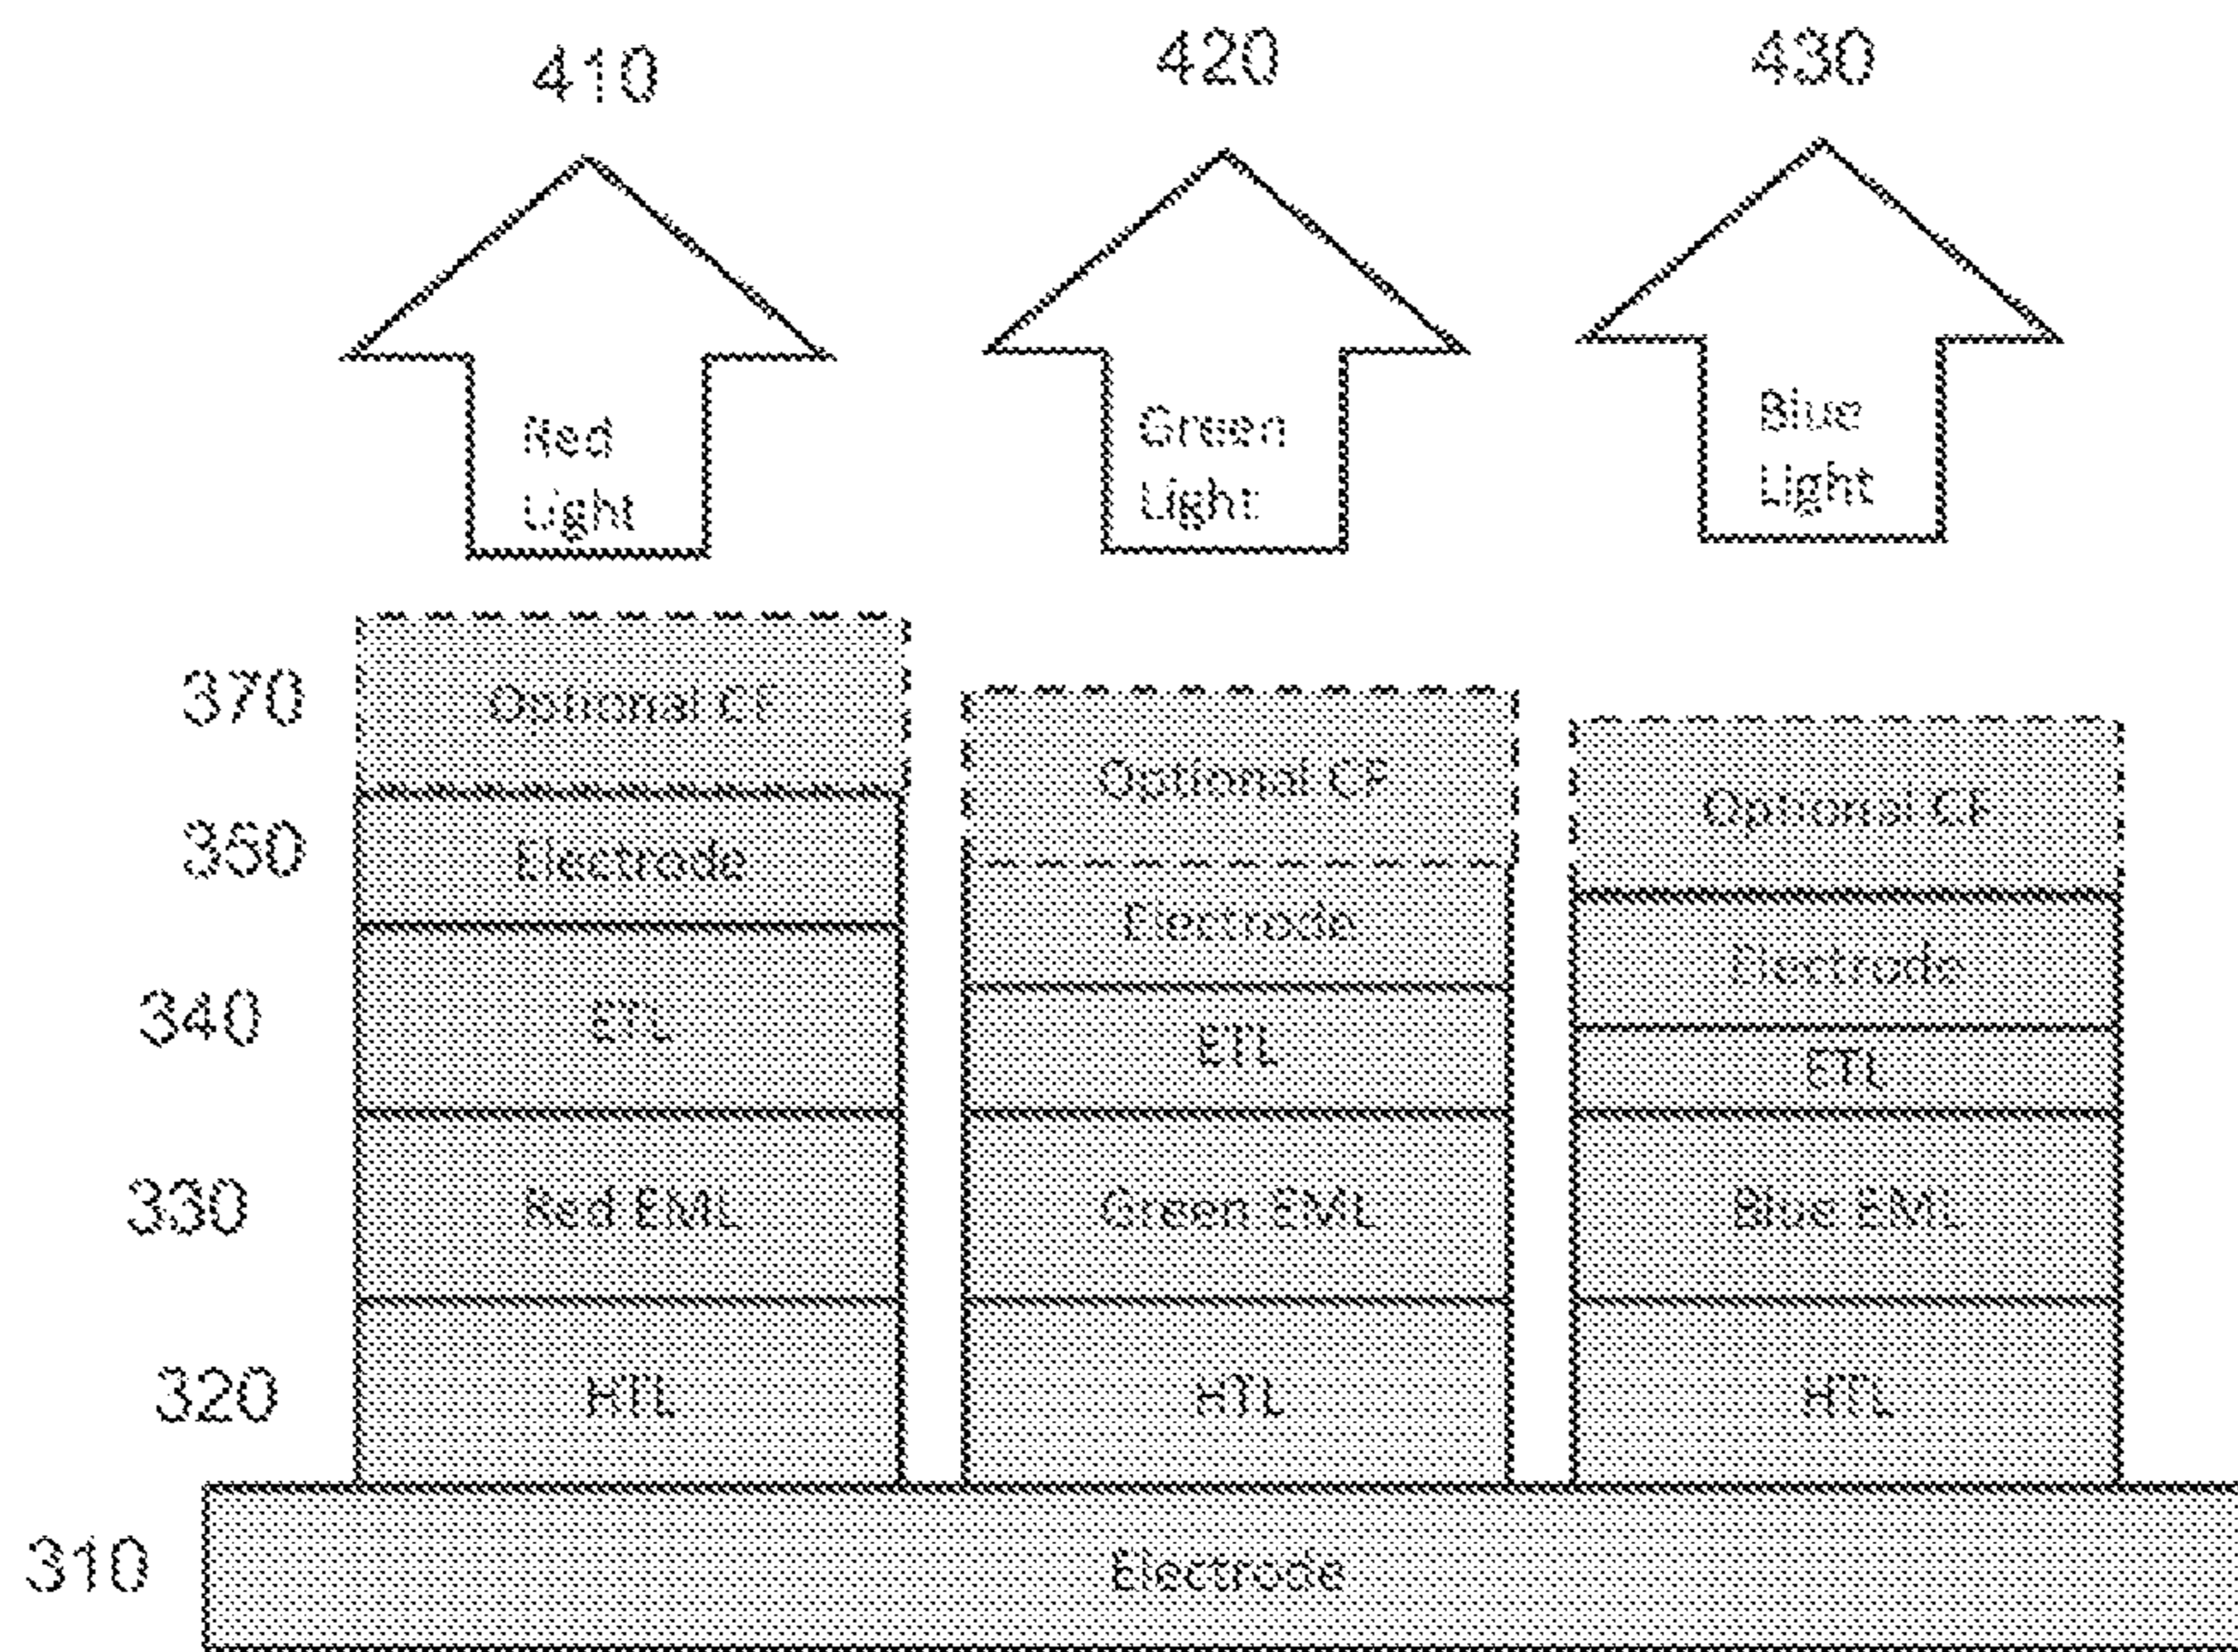 410 420 430
Red
Light
Green
Light
Blue
Light
370 Optional CF Optional CF Optional CF
350 Electrode Electrode Electrode
340 ETL ETL ETL
330 Red EML Green EML Blue EML
320 HTL HTL HTL
310 Electrode